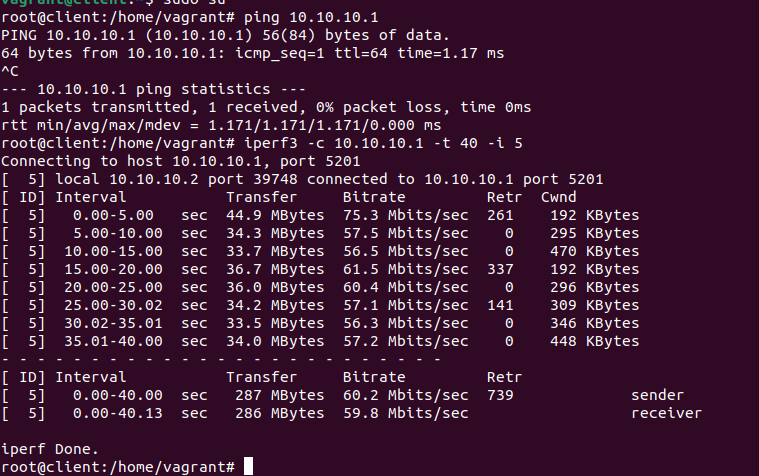 vagrant@client:~$ sudo su
root@client:/home/vagrant# ping 10.10.10.1
PING 10.10.10.1 (10.10.10.1) 56(84) bytes of data.
64 bytes from 10.10.10.1: icmp_seq=1 ttl=64 time=1.17 ms
^C
--- 10.10.10.1 ping statistics ---
1 packets transmitted, 1 received, 0% packet loss, time 0ms
rtt min/avg/max/mdev = 1.171/1.171/1.171/0.000 ms
root@client:/home/vagrant# iperf3 -c 10.10.10.1 -t 40 -i 5
Connecting to host 10.10.10.1, port 5201
[  5] local 10.10.10.2 port 39748 connected to 10.10.10.1 port 5201
[ ID] Interval           Transfer     Bitrate         Retr  Cwnd
[  5]   0.00-5.00   sec  44.9 MBytes  75.3 Mbits/sec  261    192 KBytes
[  5]   5.00-10.00  sec  34.3 MBytes  57.5 Mbits/sec    0    295 KBytes
[  5]  10.00-15.00  sec  33.7 MBytes  56.5 Mbits/sec    0    470 KBytes
[  5]  15.00-20.00  sec  36.7 MBytes  61.5 Mbits/sec  337    192 KBytes
[  5]  20.00-25.00  sec  36.0 MBytes  60.4 Mbits/sec    0    296 KBytes
[  5]  25.00-30.02  sec  34.2 MBytes  57.1 Mbits/sec  141    309 KBytes
[  5]  30.02-35.01  sec  33.5 MBytes  56.3 Mbits/sec    0    346 KBytes
[  5]  35.01-40.00  sec  34.0 MBytes  57.2 Mbits/sec    0    448 KBytes
- - - - - - - - - - - - - - - - - - - - - - - - -
[ ID] Interval           Transfer     Bitrate         Retr
[  5]   0.00-40.00  sec   287 MBytes  60.2 Mbits/sec  739             sender
[  5]   0.00-40.13  sec   286 MBytes  59.8 Mbits/sec                  receiver
iperf Done.
root@client:/home/vagrant#